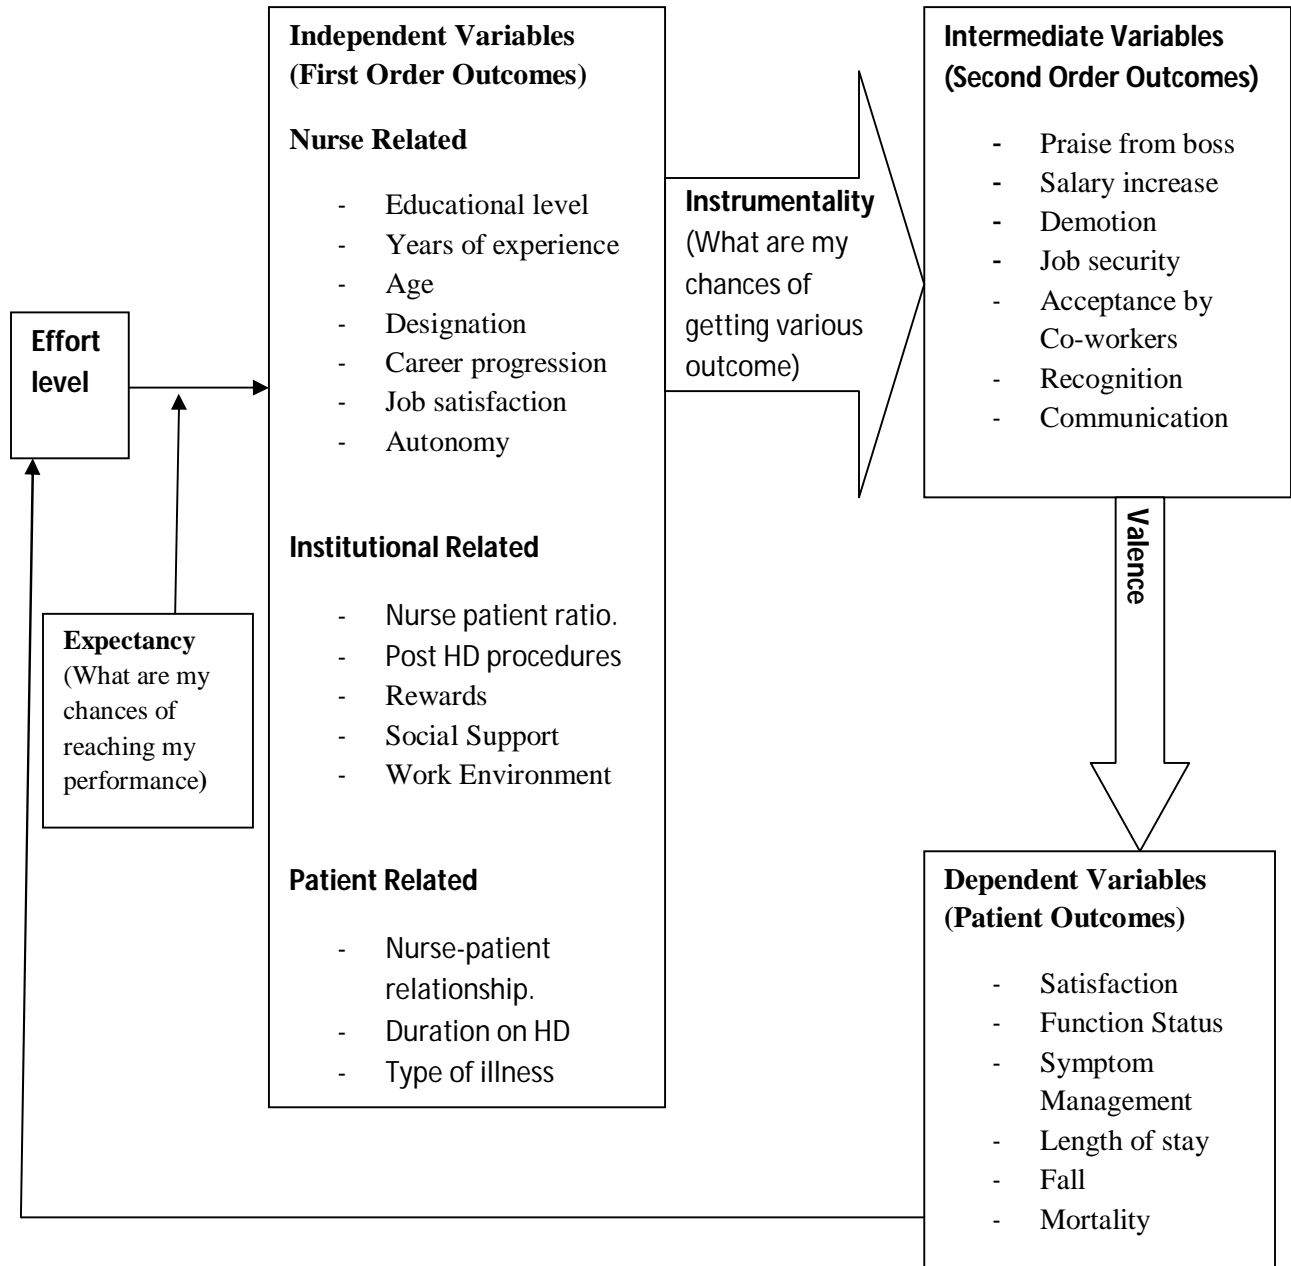 Effort
level
Expectancy
(What are my
chances of
reaching my
performance)
Independent Variables
(First Order Outcomes)
Nurse Related
- Educational level
- Years of experience
- Age
- Designation
- Career progression
- Job satisfaction
- Autonomy
Institutional Related
- Nurse patient ratio.
- Post HD procedures
- Rewards
- Social Support
- Work Environment
Patient Related
- Nurse-patient
relationship.
- Duration on HD
- Type of illness
Instrumentality
(What are my
chances of
getting various
outcome)
Intermediate Variables
(Second Order Outcomes)
- Praise from boss
- Salary increase
- Demotion
- Job security
- Acceptance by
Co-workers
- Recognition
- Communication
Valence
Dependent Variables
(Patient Outcomes)
- Satisfaction
- Function Status
- Symptom
Management
- Length of stay
- Fall
- Mortality